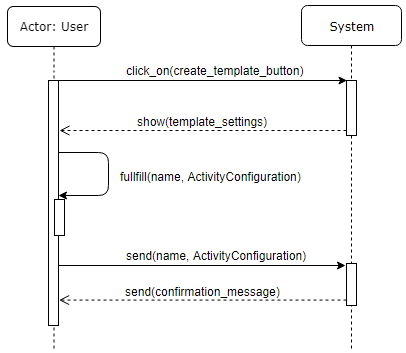 Actor: User
System
click_on(create_template_button)
show(template_settings)
fullfill(name, ActivityConfiguration)
send(name, ActivityConfiguration)
send(confirmation_message)